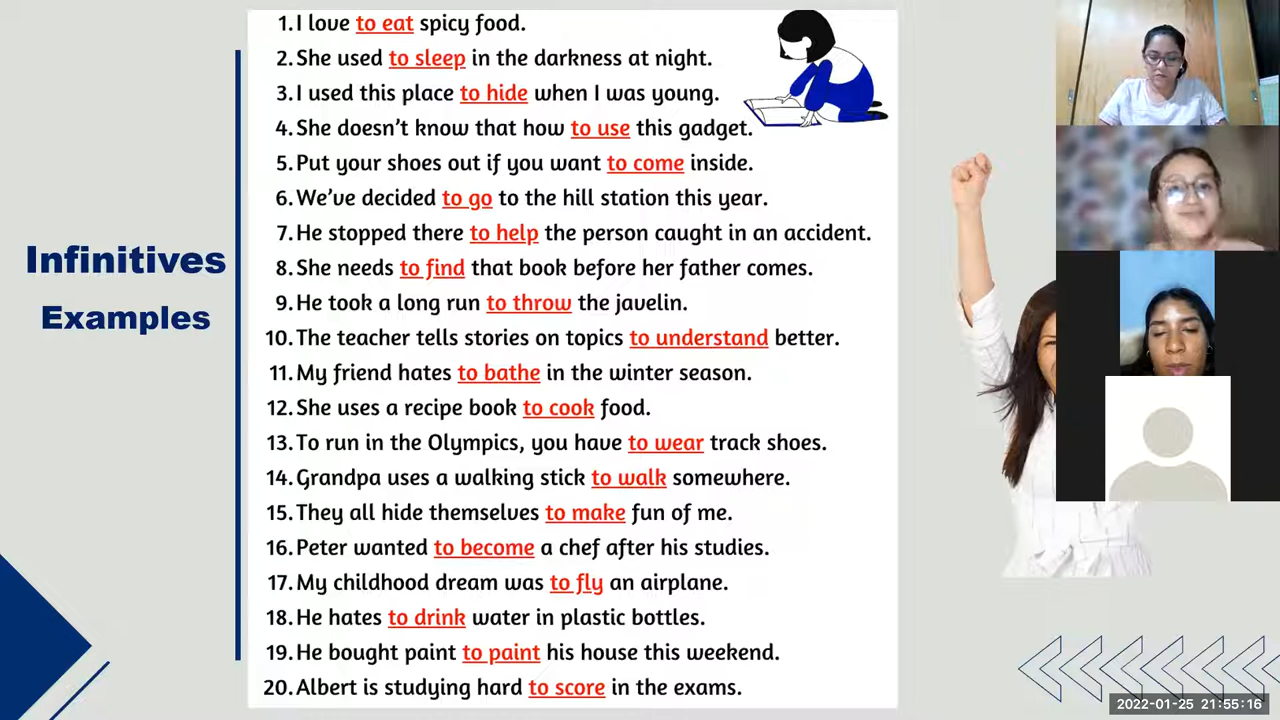 Infinitives
Examples
1. I love to eat spicy food.
2. She used to sleep in the darkness at night.
3. I used this place to hide when I was young.
4. She doesn't know that how to use this gadget.
5. Put your shoes out if you want to come inside.
6. We've decided to go to the hill station this year.
7. He stopped there to help the person caught in an accident.
8. She needs to find that book before her father comes.
9. He took a long run to throw the javelin.
10. The teacher tells stories on topics to understand better.
11. My friend hates to bathe in the winter season.
12. She uses a recipe book to cook food.
13. To run in the Olympics, you have to wear track shoes.
14. Grandpa uses a walking stick to walk somewhere.
15. They all hide themselves to make fun of me.
16. Peter wanted to become a chef after his studies.
17. My childhood dream was to fly an airplane.
18. He hates to drink water in plastic bottles.
19. He bought paint to paint his house this weekend.
20. Albert is studying hard to score in the exams.
2022-01-25 21:55:16